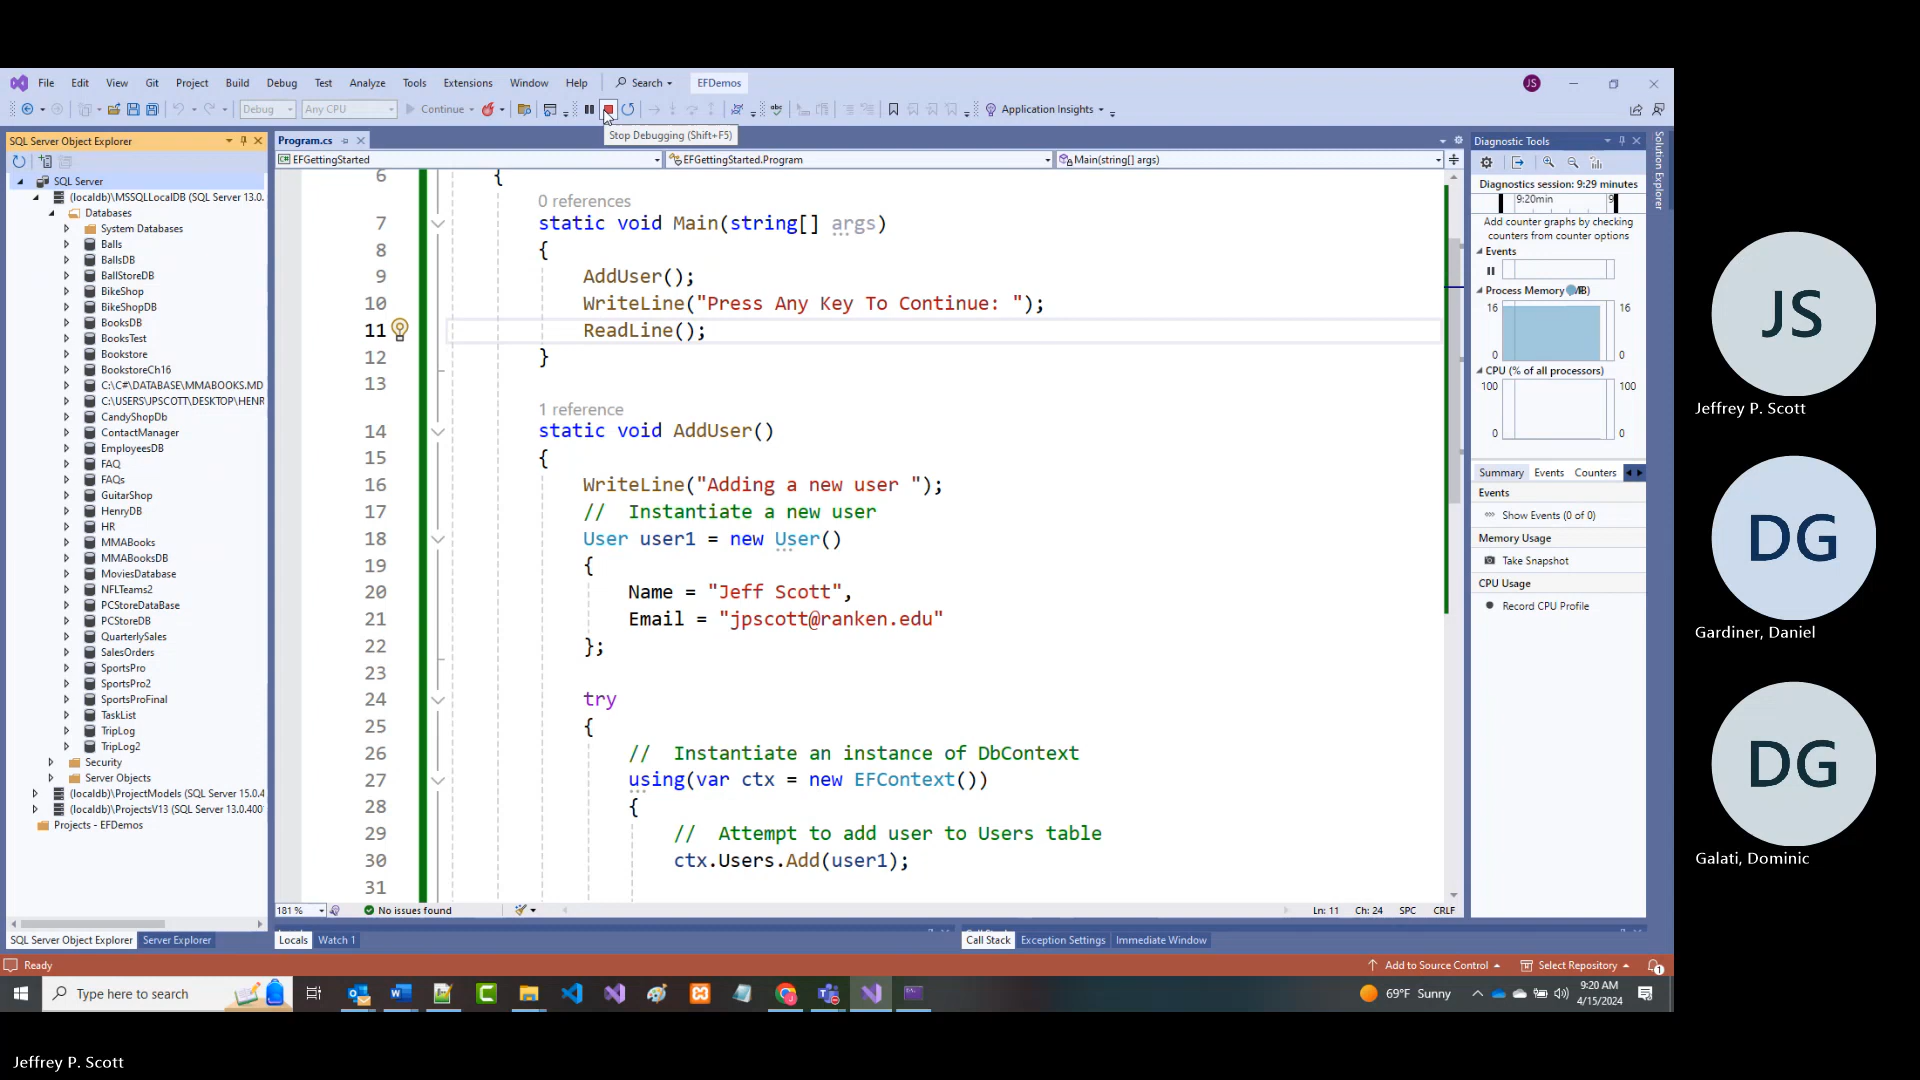 File Edit View Git Project Build Debug Test Analyze Tools Extensions Window Help Search EFDemos JS
Debug Any CPU Continue Application Insights
Stop Debugging (Shift+F5)
SQL Server Object Explorer
SQL Server
(localdb)\MSSQLLocalDB (SQL Server 13.0.
Databases
System Databases
Balls
BallsDB
BallStoreDB
BikeShop
BikeShopDB
BooksDB
BooksTest
Bookstore
BookstoreCh16
C:\C#\DATABASE\MMABOOKS.MD
C:\USERS\JPSCOTT\DESKTOP\HENR
CandyShopDb
ContactManager
EmployeesDB
FAQ
FAQs
GuitarShop
HenryDB
HR
MMABooks
MMABooksDB
MoviesDatabase
NFLTeams2
PCStoreDataBase
PCStoreDB
QuarterlySales
SalesOrders
SportsPro
SportsPro2
SportsProFinal
TaskList
TripLog
TripLog2
Security
Server Objects
(localdb)\ProjectModels (SQL Server 15.0.4
(localdb)\ProjectsV13 (SQL Server 13.0.400
Projects - EFDemos
SQL Server Object Explorer Server Explorer
Program.cs
EFGettingStarted EFGettingStarted.Program Main(string[] args)
6 {
0 references
7 static void Main(string[] args)
8 {
9 AddUser();
10 WriteLine("Press Any Key To Continue: ");
11 ReadLine();
12 }
13
1 reference
14 static void AddUser()
15 {
16 WriteLine("Adding a new user ");
17 // Instantiate a new user
18 User user1 = new User()
19 {
20 Name = "Jeff Scott",
21 Email = "jpscott@ranken.edu"
22 };
23
24 try
25 {
26 // Instantiate an instance of DbContext
27 using(var ctx = new EFContext())
28 {
29 // Attempt to add user to Users table
30 ctx.Users.Add(user1);
31
181 % No issues found Ln: 11 Ch: 24 SPC CRLF
Locals Watch 1
Call Stack Exception Settings Immediate Window
Diagnostic Tools
Diagnostics session: 9:29 minutes
9:20min
Add counter graphs by checking
counters from counter options
Events
Process Memory (MB)
16 16
0 0
CPU (% of all processors)
100 100
0 0
Summary Events Counters
Events
Show Events (0 of 0)
Memory Usage
Take Snapshot
CPU Usage
Record CPU Profile
Solution Explorer
Ready Add to Source Control Select Repository 1
Type here to search
69°F Sunny
9:20 AM
4/15/2024
JS
Jeffrey P. Scott
DG
Gardiner, Daniel
DG
Galati, Dominic
Jeffrey P. Scott